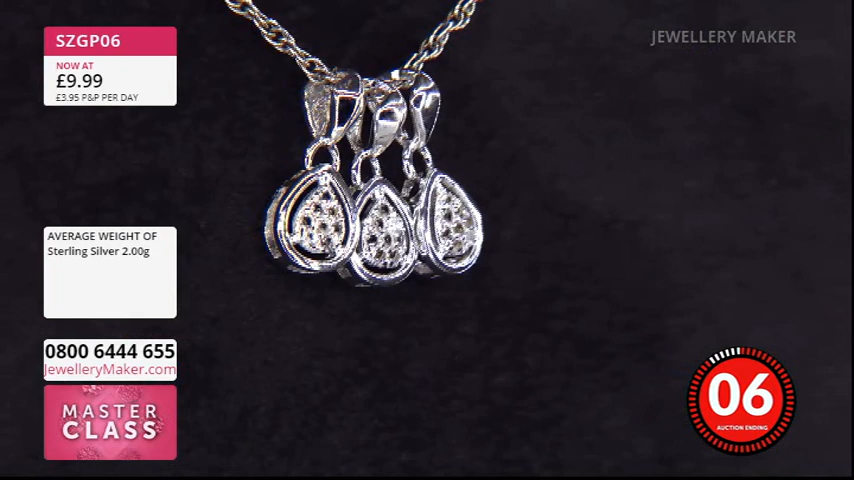 SZGP06
NOW AT
£9.99
£3.95 P&P PER DAY
JEWELLERY MAKER
AVERAGE WEIGHT OF
Sterling Silver 2.00g
0800 6444 655
JewelleryMaker.com
MASTER
CLASS
06
AUCTION ENDING